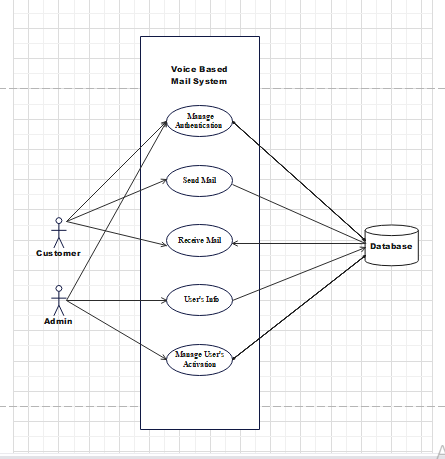 Voice Based
Mail System
Manage
Authentication
Send Mail
Receive Mail
Customer
Database
User's Info
Admin
Manage User's
Activation